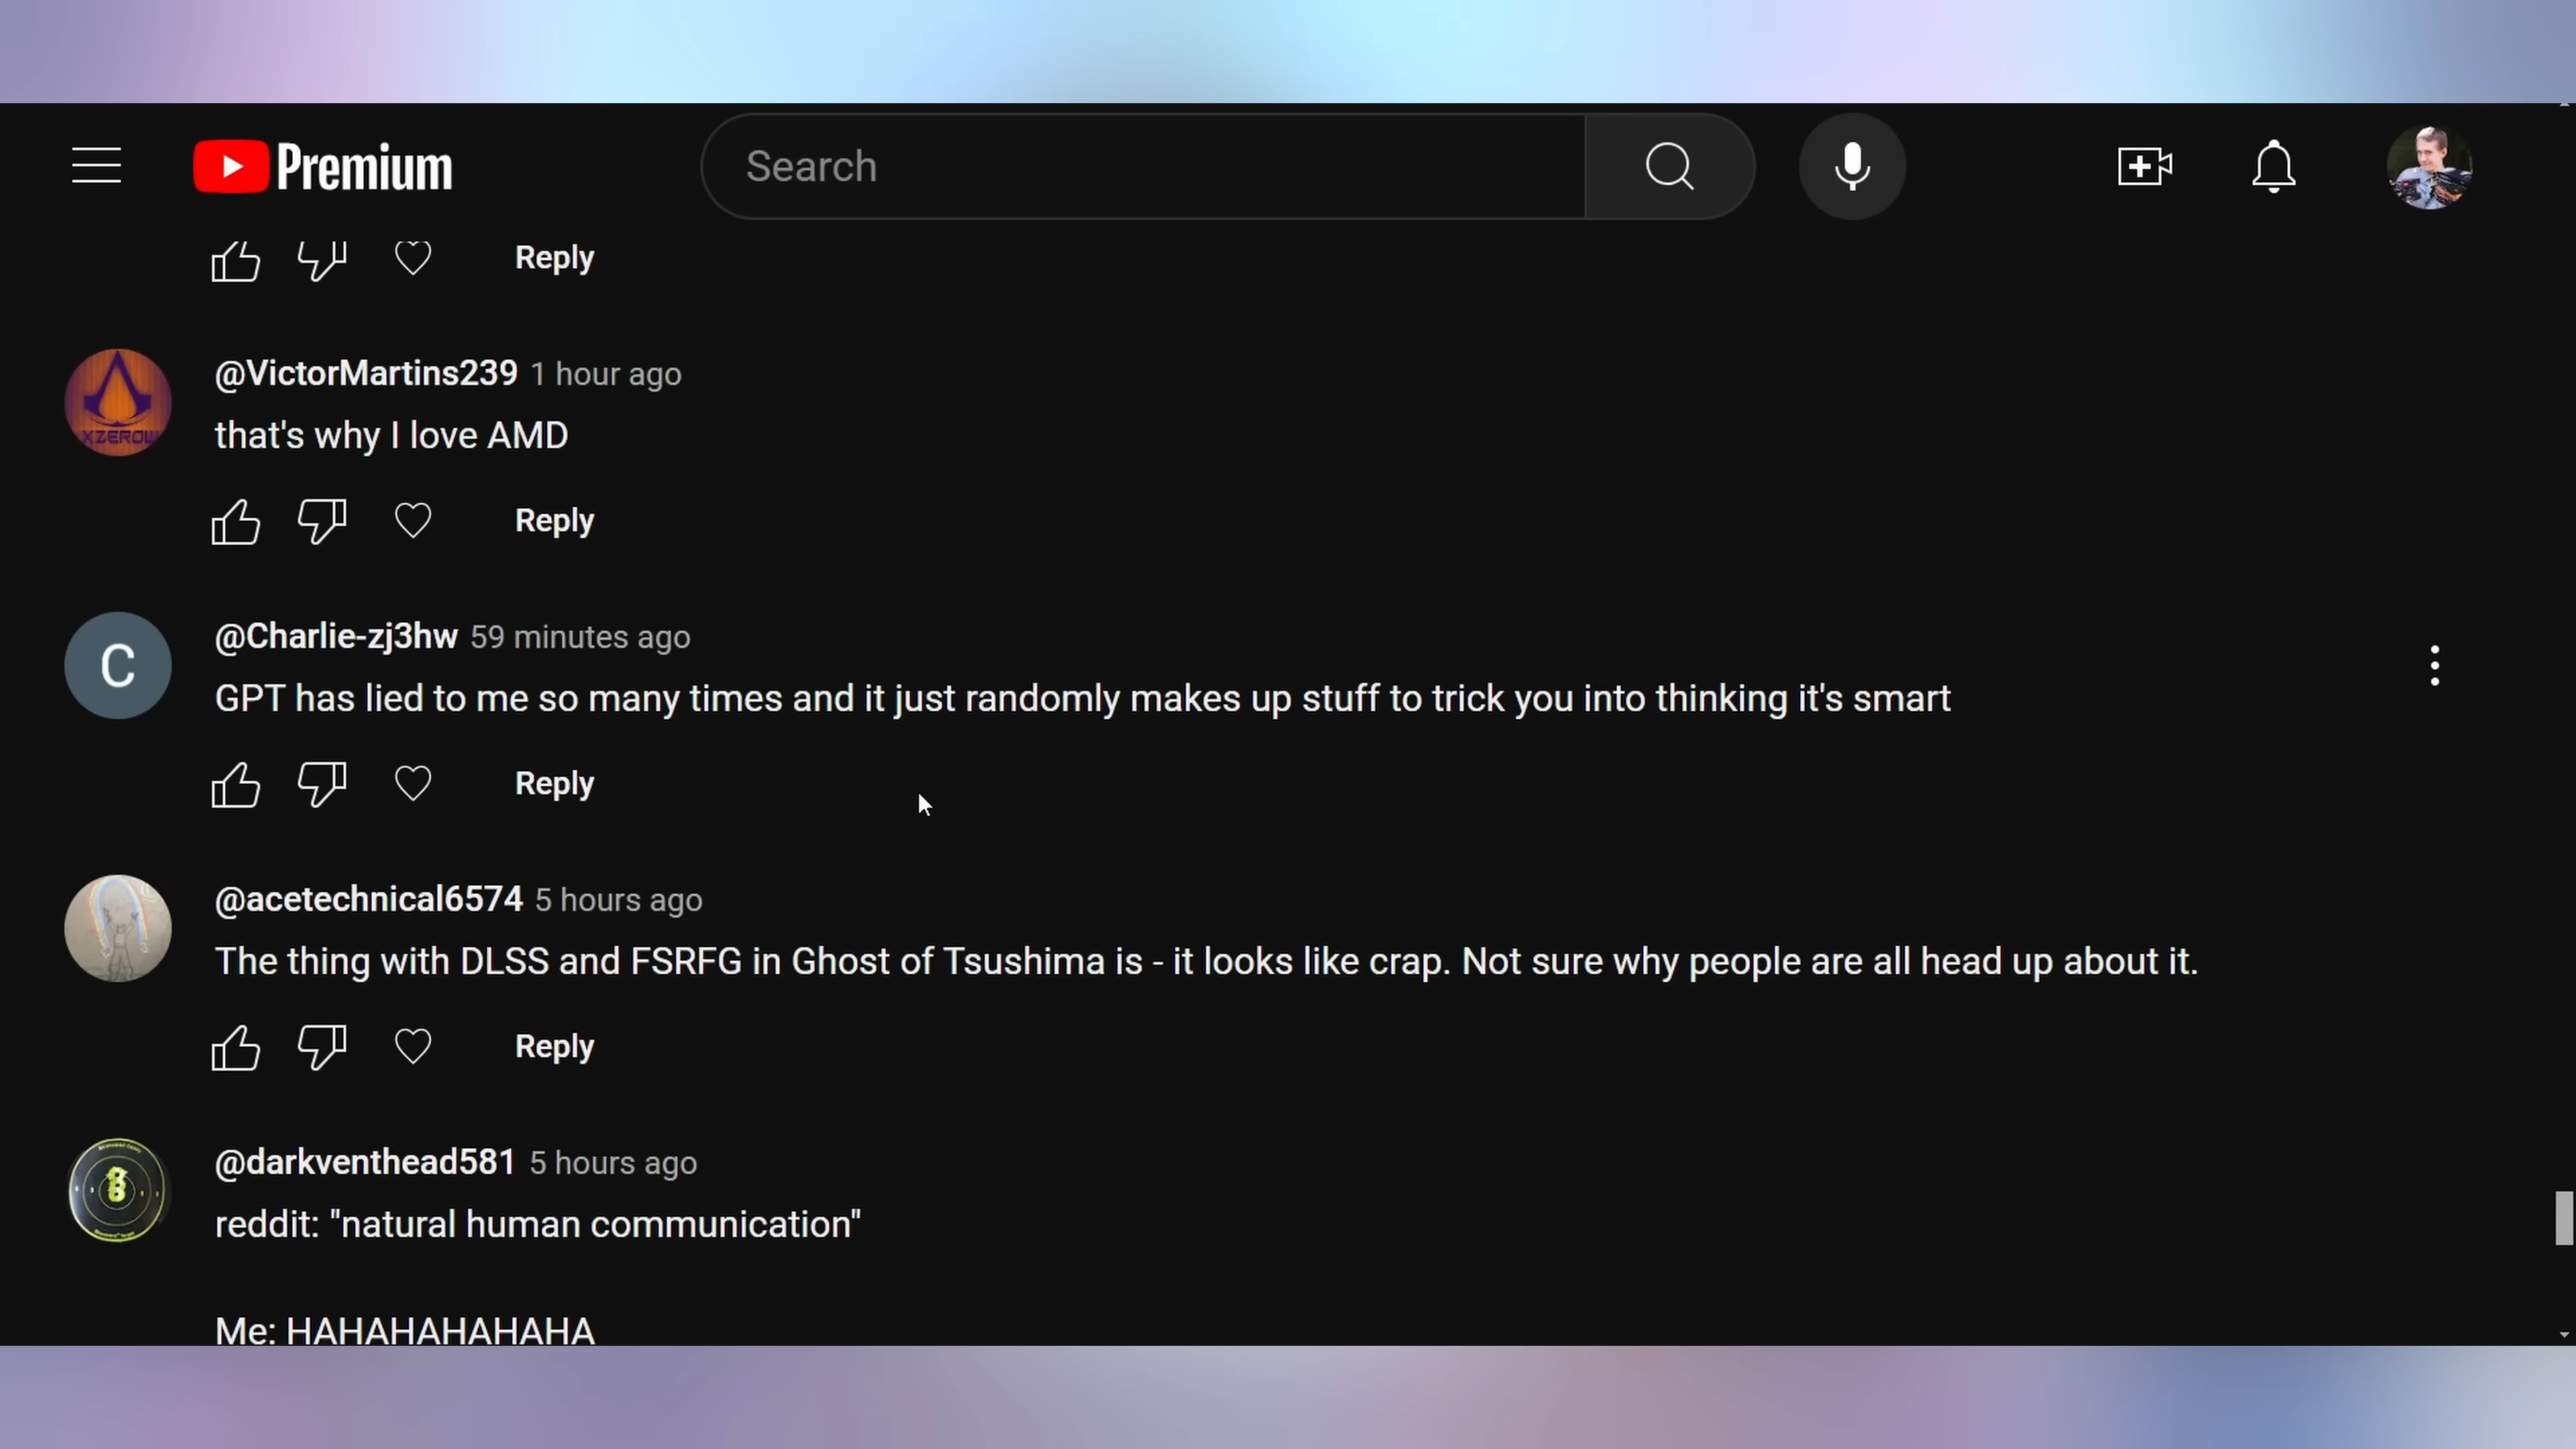 Premium
Search
Reply
@VictorMartins239 1 hour ago
XZEROW
that's why I love AMD
Reply
C
@Charlie-zj3hw 59 minutes ago
GPT has lied to me so many times and it just randomly makes up stuff to trick you into thinking it's smart
Reply
@acetechnical6574 5 hours ago
The thing with DLSS and FSRFG in Ghost of Tsushima is - it looks like crap. Not sure why people are all head up about it.
Reply
@darkventhead581 5 hours ago
reddit: "natural human communication"
Me: HAHAHAHAHAHA